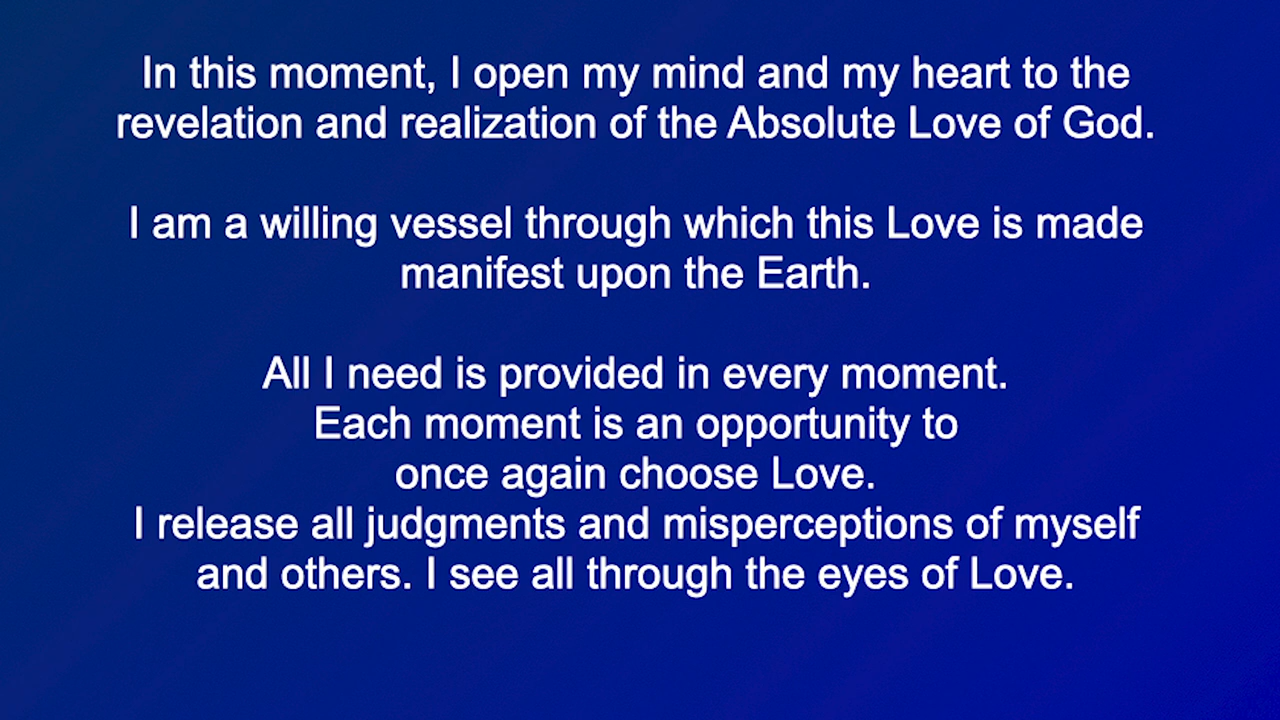 In this moment, I open my mind and my heart to the
revelation and realization of the Absolute Love of God.
I am a willing vessel through which this Love is made
manifest upon the Earth.
All I need is provided in every moment.
Each moment is an opportunity to
once again choose Love.
I release all judgments and misperceptions of myself
and others. I see all through the eyes of Love.